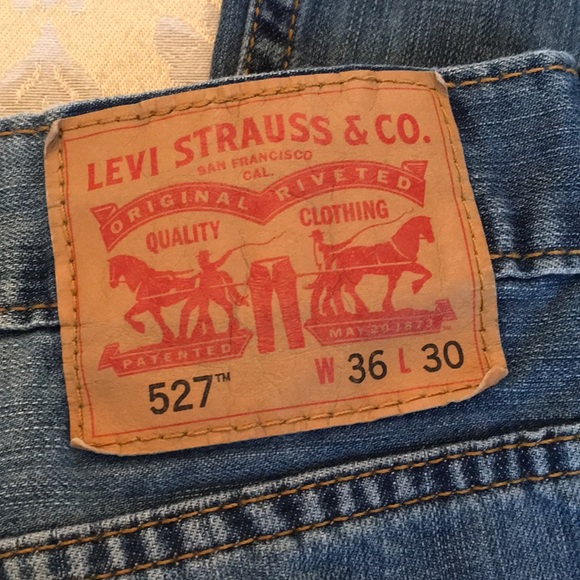 LEVI STRAUSS & CO.
SAN FRANCISCO
CAL.
ORIGINAL RIVETED
QUALITY CLOTHING
PATENTED MAY 20 1873
527™ W 36 L 30